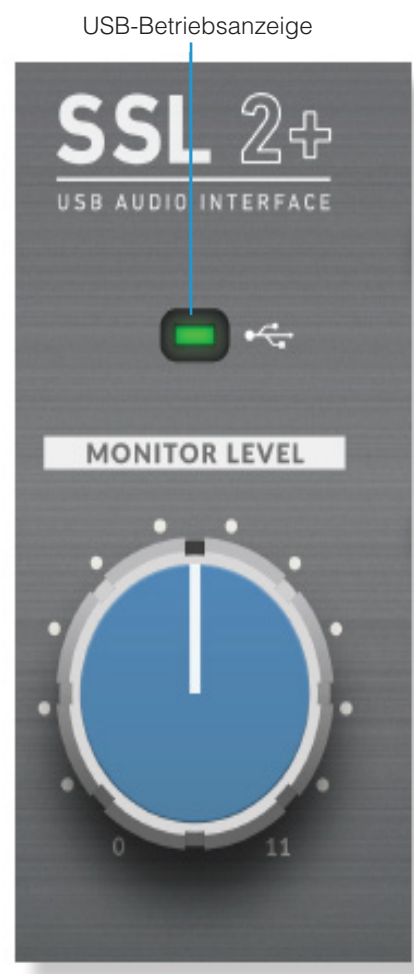 USB-Betriebsanzeige
SSL 2+
USB AUDIO INTERFACE
MONITOR LEVEL
0 11